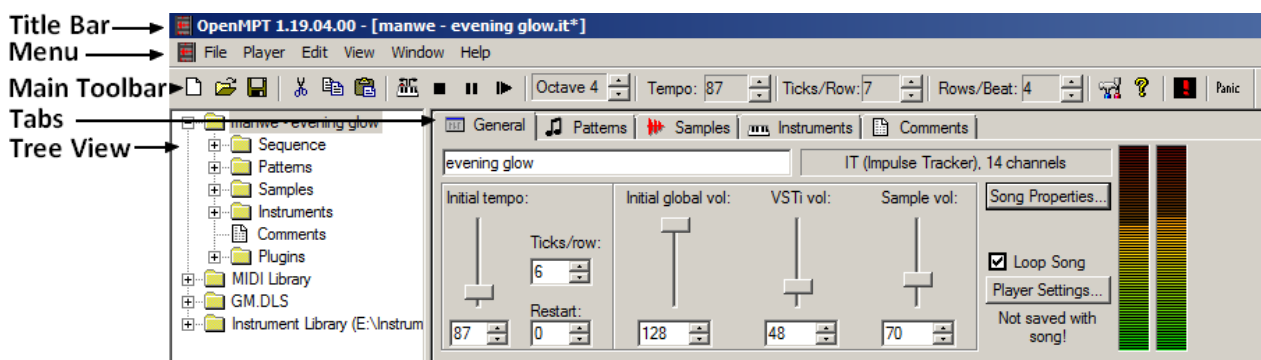 Title Bar
OpenMPT 1.19.04.00 - [manwe - evening glow.it*]
Menu
File Player Edit View Window Help
Main Toolbar
Octave 4 Tempo: 87 Ticks/Row: 7 Rows/Beat: 4 Panic
Tabs
General Patterns Samples Instruments Comments
Tree View
manwe - evening glow
Sequence
Patterns
Samples
Instruments
Comments
Plugins
MIDI Library
GM.DLS
Instrument Library (E:\Instrum
evening glow
IT (Impulse Tracker), 14 channels
Initial tempo:
Ticks/row:
6
Restart:
87 0
Initial global vol: VSTi vol: Sample vol:
128 48 70
Song Properties...
Loop Song
Player Settings...
Not saved with
song!